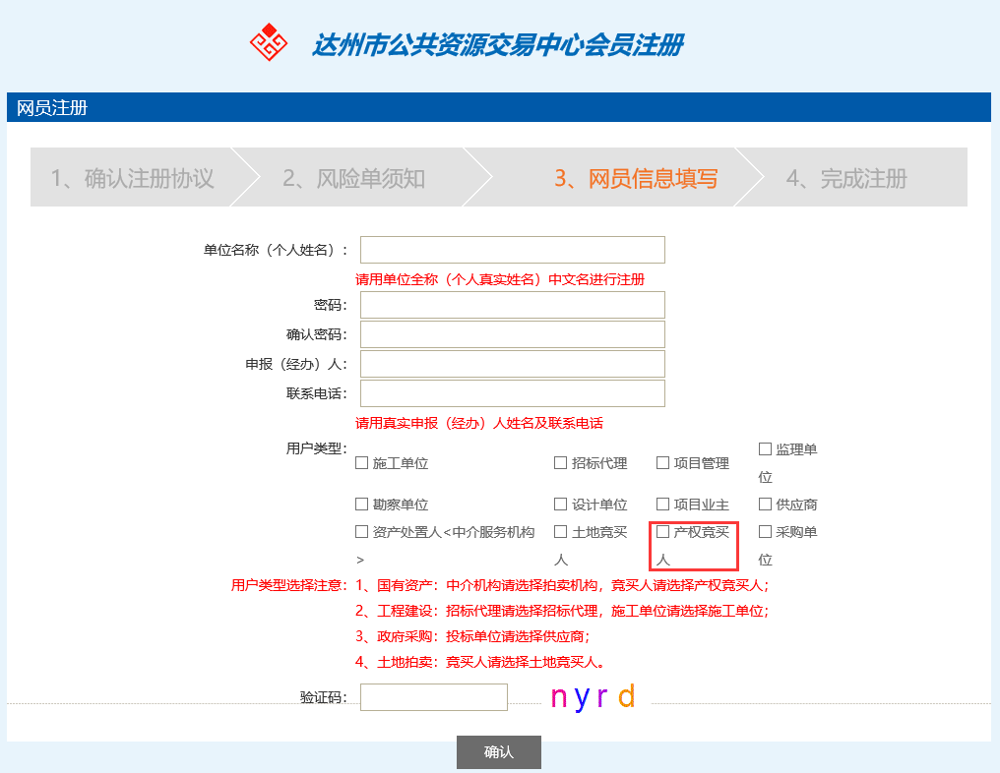 达州市公共资源交易中心会员注册
网员注册
1、确认注册协议 2、风险单须知 3、网员信息填写 4、完成注册
单位名称（个人姓名）：
请用单位全称（个人真实姓名）中文名进行注册
密码：
确认密码：
申报（经办）人：
联系电话：
请用真实申报（经办）人姓名及联系电话
用户类型：
施工单位 招标代理 项目管理 监理单位
勘察单位 设计单位 项目业主 供应商
资产处置人<中介服务机构> 土地竞买人 产权竞买人 采购单位
用户类型选择注意：1、国有资产：中介机构请选择拍卖机构，竞买人请选择产权竞买人；
2、工程建设：招标代理请选择招标代理，施工单位请选择施工单位；
3、政府采购：投标单位请选择供应商；
4、土地拍卖：竞买人请选择土地竞买人。
验证码： nyrd
确认